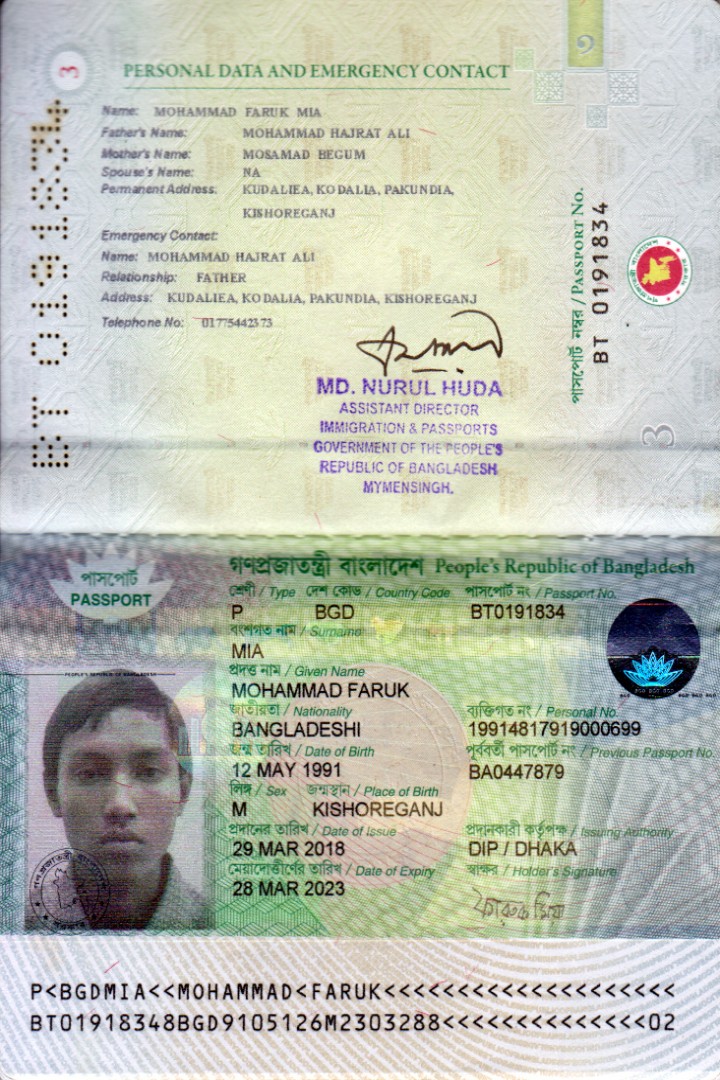 3
১
PERSONAL DATA AND EMERGENCY CONTACT
Name: MOHAMMAD FARUK MIA
Father's Name: MOHAMMAD HAJRAT ALI
Mother's Name: MOSAMAD BEGUM
Spouse's Name: NA
Permanent Address: KUDALIEA, KODALIA, PAKUNDIA,
KISHOREGANJ
Emergency Contact:
Name: MOHAMMAD HAJRAT ALI
Relationship: FATHER
Address: KUDALIEA, KODALIA, PAKUNDIA, KISHOREGANJ
Telephone No: 01775442373
BT 0191834
পাসপোর্ট নম্বর / PASSPORT NO.
BT 0191834
3
MD. NURUL HUDA
ASSISTANT DIRECTOR
IMMIGRATION & PASSPORTS
GOVERNMENT OF THE PEOPLE'S
REPUBLIC OF BANGLADESH
MYMENSINGH.
পাসপোর্ট
PASSPORT
গণপ্রজাতন্ত্রী বাংলাদেশ People's Republic of Bangladesh
শ্রেণী / Type দেশ কোড / Country Code পাসপোর্ট নং / Passport No.
P BGD BT0191834
বংশগত নাম / Surname
MIA
প্রদত্ত নাম / Given Name
MOHAMMAD FARUK
জাতীয়তা / Nationality ব্যক্তিগত নং / Personal No.
BANGLADESHI 19914817919000699
জন্ম তারিখ / Date of Birth পূর্ববর্তী পাসপোর্ট নং / Previous Passport No.
12 MAY 1991 BA0447879
লিঙ্গ / Sex জন্মস্থান / Place of Birth
M KISHOREGANJ
প্রদানের তারিখ / Date of Issue প্রদানকারী কর্তৃপক্ষ / Issuing Authority
29 MAR 2018 DIP / DHAKA
মেয়াদোত্তীর্ণের তারিখ / Date of Expiry স্বাক্ষর / Holder's Signature
28 MAR 2023 ফারুক মিয়া
PEOPLE'S REPUBLIC OF BANGLADESH
P<BGDMIA<<MOHAMMAD<FARUK<<<<<<<<<<<<<<<<<<<<
BT01918348BGD9105126M2303288<<<<<<<<<<<<<<02